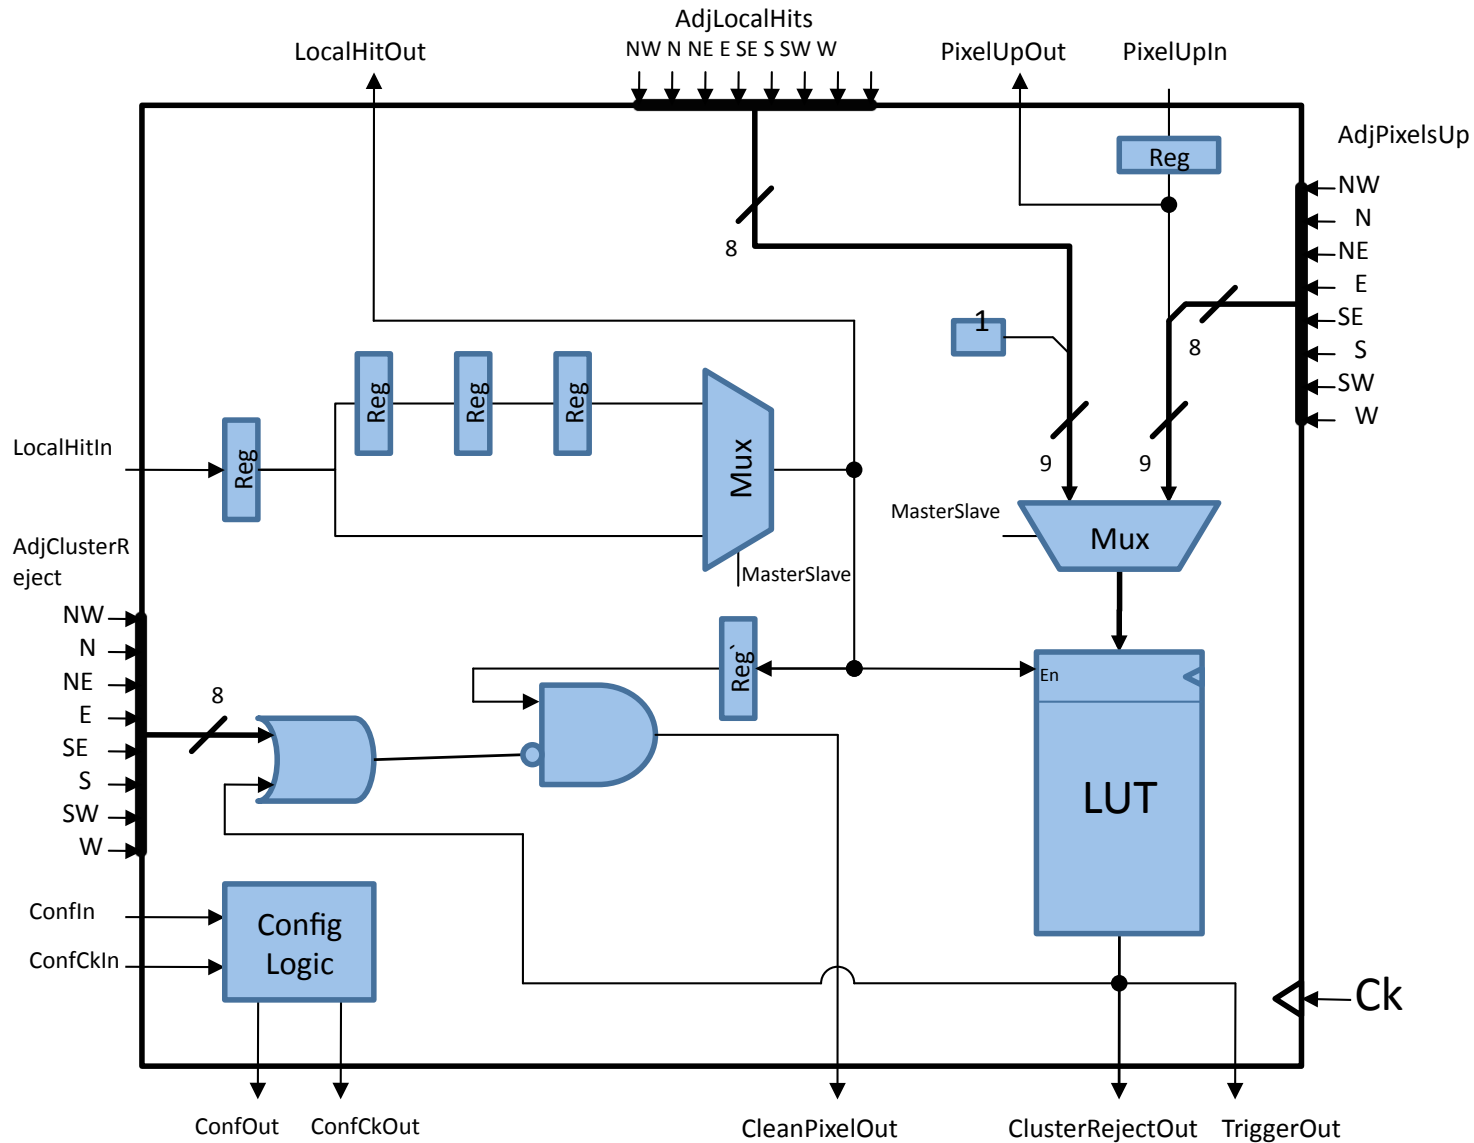 AdjLocalHits
NW N NE E SE S SW W
LocalHitOut
PixelUpOut
PixelUpIn
AdjPixelsUp
Reg
NW
N
NE
E
SE
S
SW
W
8
8
1
Reg
Reg
Reg
LocalHitIn
Reg
Mux
9
9
MasterSlave
Mux
MasterSlave
AdjClusterR
eject
NW
N
NE
E
SE
S
SW
W
8
Reg`
En
LUT
ConfIn
ConfCkIn
Config
Logic
Ck
ConfOut
ConfCkOut
CleanPixelOut
ClusterRejectOut
TriggerOut